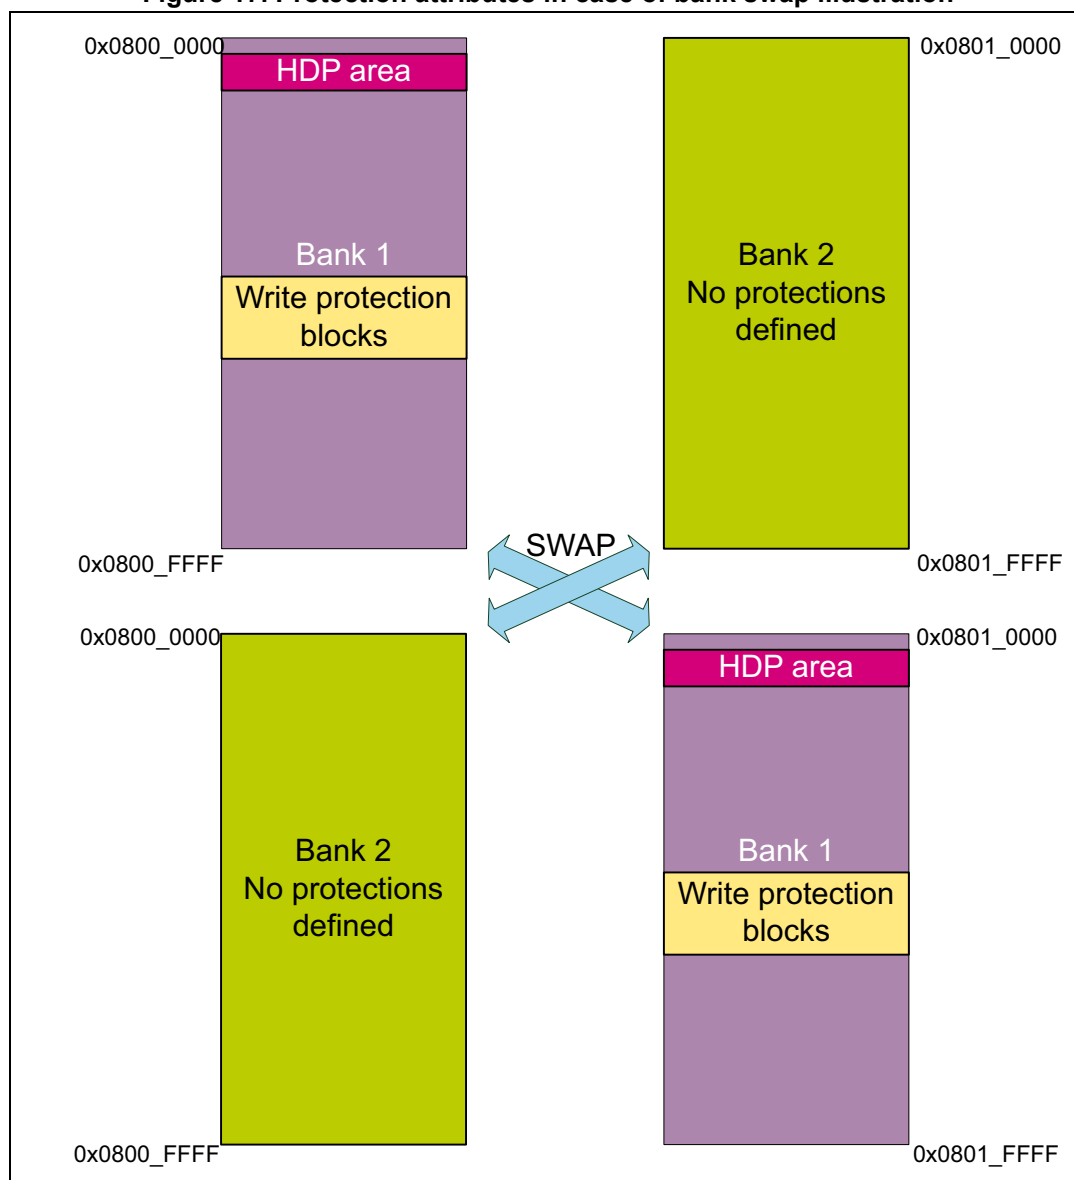 0x0800_0000
HDP area
Bank 1
Write protection
blocks
0x0800_FFFF
0x0801_0000
Bank 2
No protections
defined
0x0801_FFFF
SWAP
0x0800_0000
Bank 2
No protections
defined
0x0800_FFFF
0x0801_0000
HDP area
Bank 1
Write protection
blocks
0x0801_FFFF